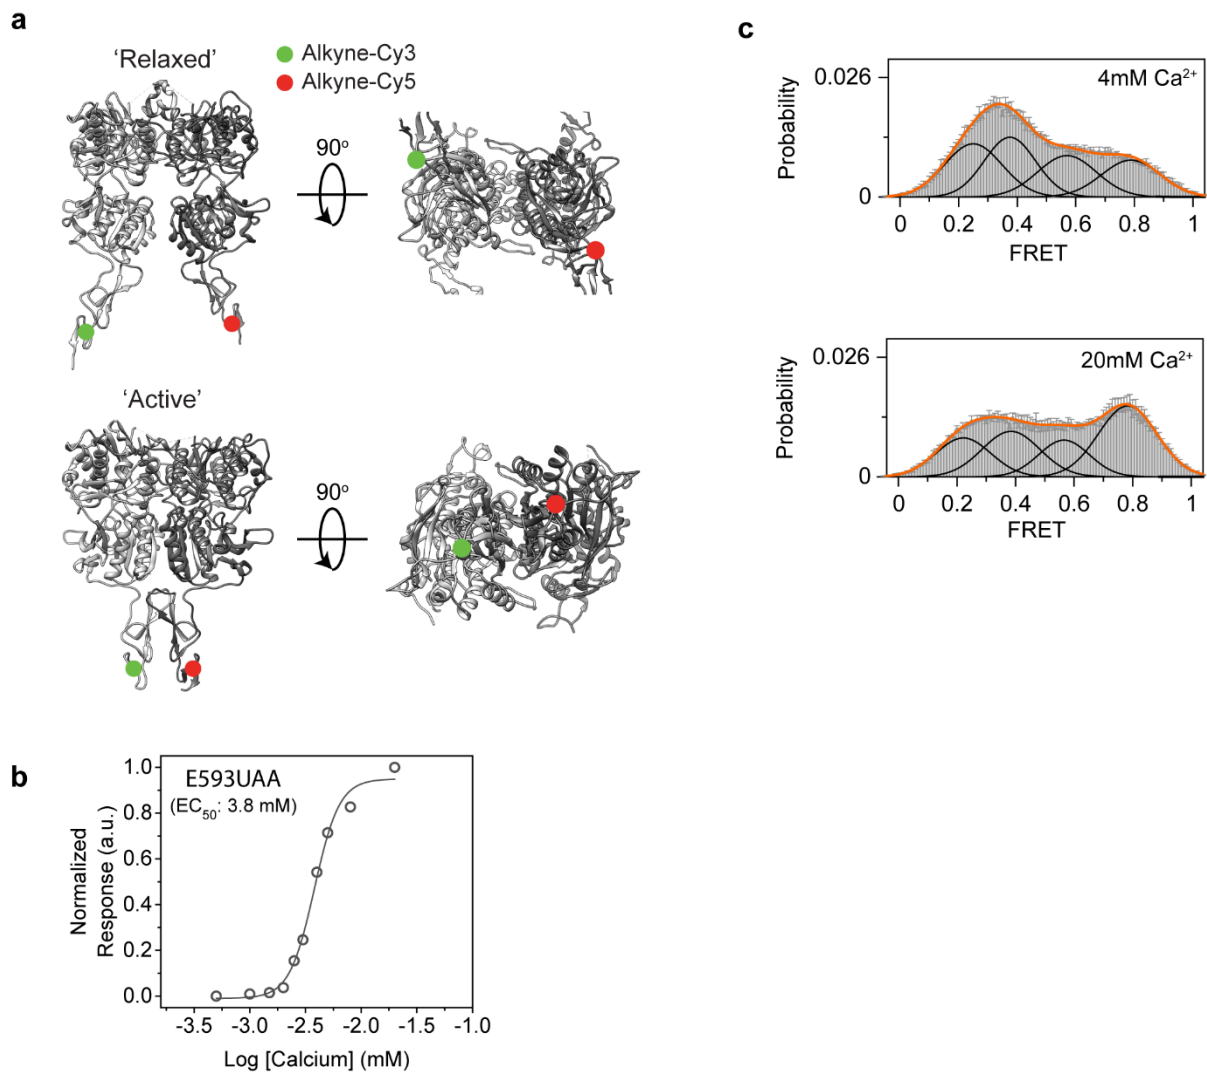 a
'Relaxed'
Alkyne-Cy3
Alkyne-Cy5
90º
'Active'
90º
b
E593UAA
(EC50: 3.8 mM)
Normalized
Response (a.u.)
1.0
0.8
0.6
0.4
0.2
0.0
-3.5 -3.0 -2.5 -2.0 -1.5 -1.0
Log [Calcium] (mM)
c
4mM Ca2+
Probability
0.026
0
0 0.2 0.4 0.6 0.8 1
FRET
20mM Ca2+
Probability
0.026
0
0 0.2 0.4 0.6 0.8 1
FRET